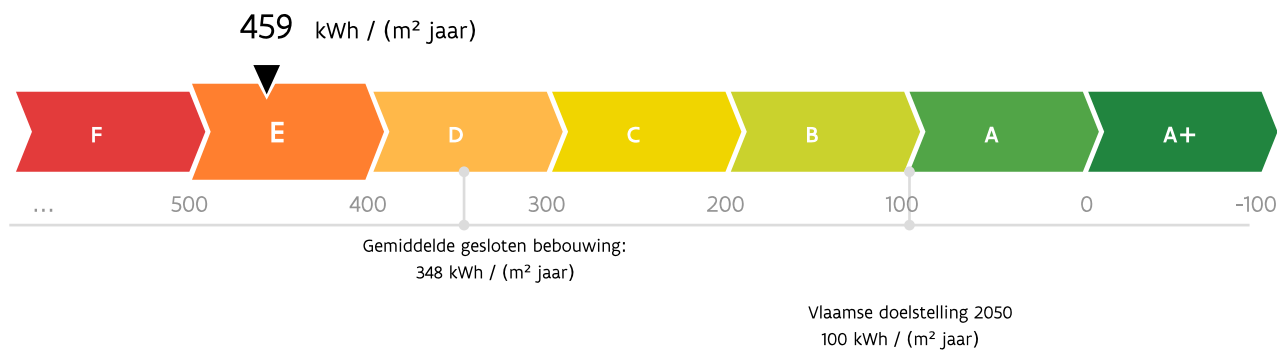 459 kWh / (m² jaar)
F E D C B A A+
... 500 400 300 200 100 0 -100
Gemiddelde gesloten bebouwing:
348 kWh / (m² jaar)
Vlaamse doelstelling 2050
100 kWh / (m² jaar)